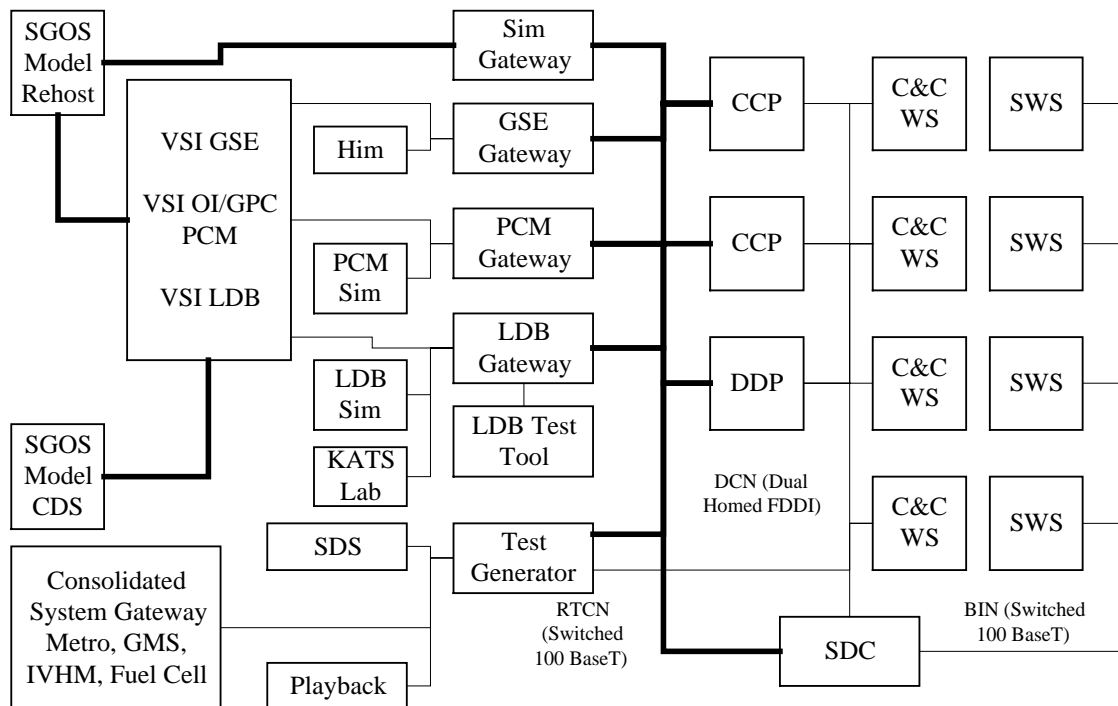 SGOS
Model
Rehost
Sim
Gateway
VSI GSE
VSI OI/GPC
PCM
VSI LDB
Him
GSE
Gateway
CCP
C&C
WS
SWS
PCM
Sim
PCM
Gateway
CCP
C&C
WS
SWS
LDB
Gateway
LDB
Sim
LDB Test
Tool
KATS
Lab
DDP
C&C
WS
SWS
SGOS
Model
CDS
DCN (Dual
Homed FDDI)
C&C
WS
SWS
SDS
Test
Generator
Consolidated
System Gateway
Metro, GMS,
IVHM, Fuel Cell
Playback
RTCN
(Switched
100 BaseT)
SDC
BIN (Switched
100 BaseT)